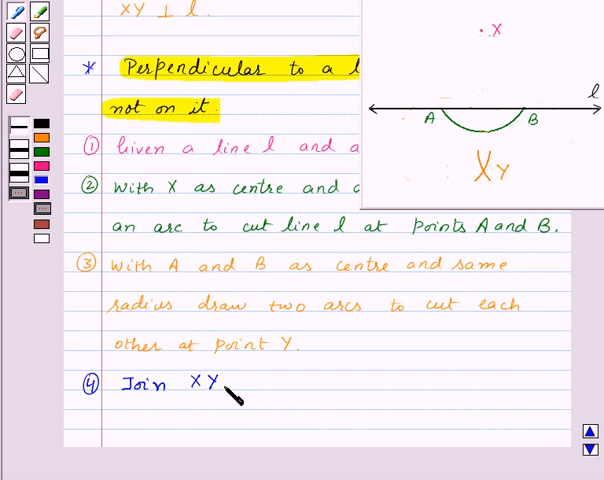 XY ⊥ l.
* Perpendicular to a l
not on it.
① Given a line l and a
② With X as centre and
an arc to cut line l at points A and B.
③ With A and B as centre and same
radius draw two arcs to cut each
other at point Y.
④ Join XY
X
l
A B
Y